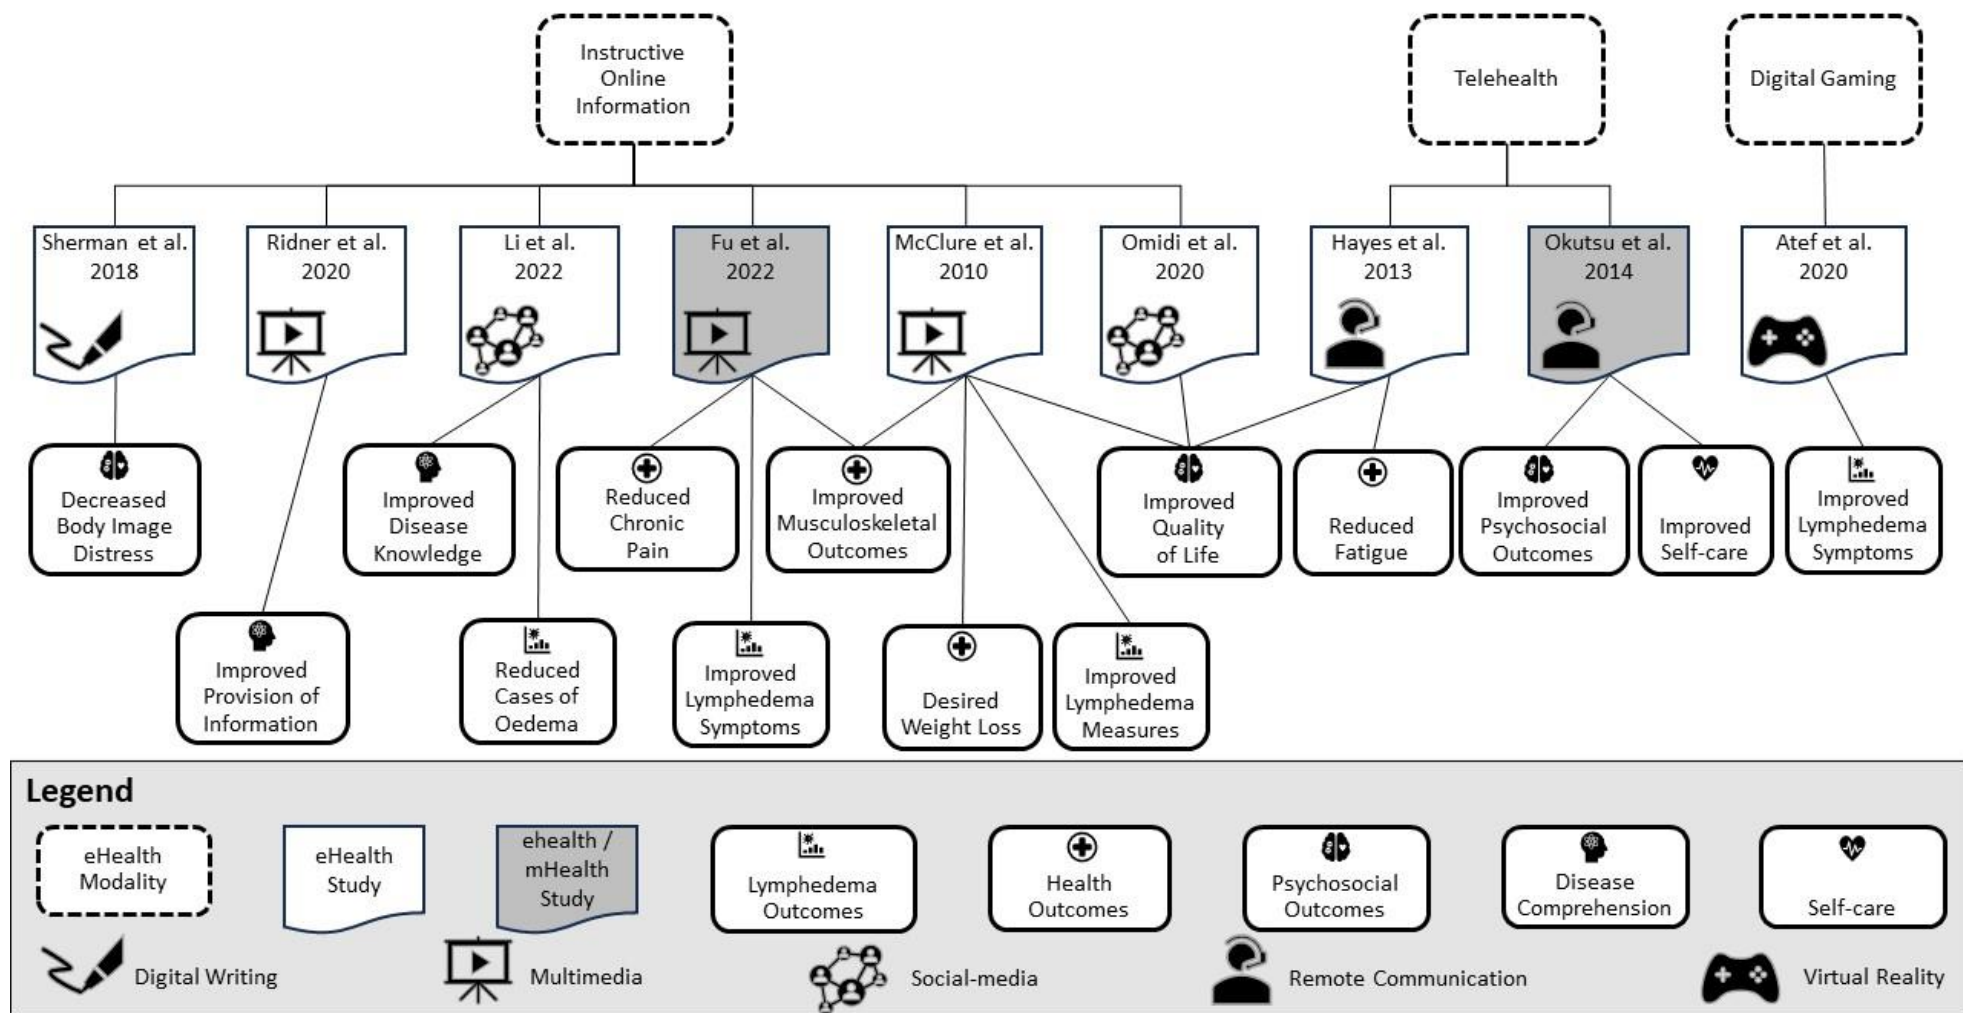 Instructive
Online
Information
Telehealth
Digital Gaming
Sherman et al.
2018
Ridner et al.
2020
Li et al.
2022
Fu et al.
2022
McClure et al.
2010
Omidi et al.
2020
Hayes et al.
2013
Okutsu et al.
2014
Atef et al.
2020
Decreased
Body Image
Distress
Improved
Disease
Knowledge
Reduced
Chronic
Pain
Improved
Musculoskeletal
Outcomes
Improved
Quality
of Life
Reduced
Fatigue
Improved
Psychosocial
Outcomes
Improved
Self-care
Improved
Lymphedema
Symptoms
Improved
Provision of
Information
Reduced
Cases of
Oedema
Improved
Lymphedema
Symptoms
Desired
Weight Loss
Improved
Lymphedema
Measures
Legend
eHealth
Modality
eHealth
Study
ehealth /
mHealth
Study
Lymphedema
Outcomes
Health
Outcomes
Psychosocial
Outcomes
Disease
Comprehension
Self-care
Digital Writing
Multimedia
Social-media
Remote Communication
Virtual Reality